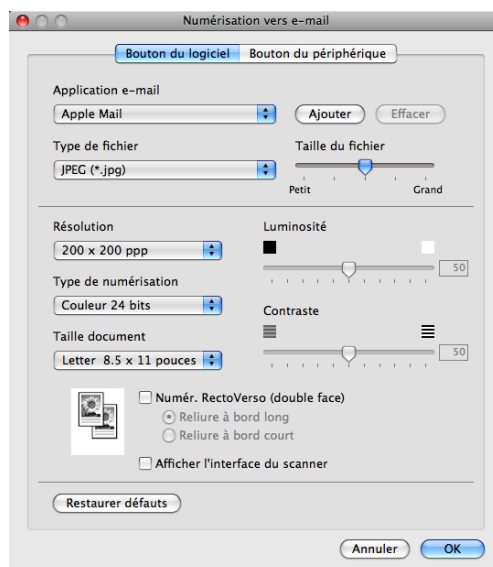 Numérisation vers e-mail
Bouton du logiciel Bouton du périphérique
Application e-mail
Apple Mail Ajouter Effacer
Type de fichier Taille du fichier
JPEG (*.jpg)
Petit Grand
Résolution Luminosité
200 x 200 ppp
50
Type de numérisation
Couleur 24 bits
Contraste
Taille document
Letter 8.5 x 11 pouces 50
Numér. RectoVerso (double face)
Reliure à bord long
Reliure à bord court
Afficher l'interface du scanner
Restaurer défauts
Annuler OK